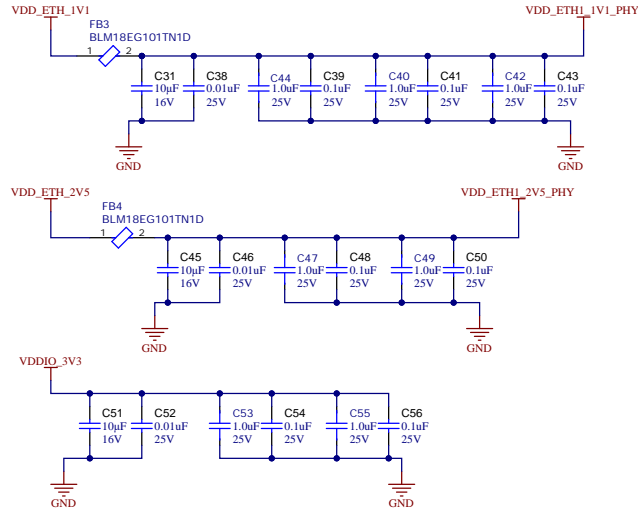 VDD_ETH_1V1
VDD_ETH1_1V1_PHY
FB3
BLM18EG101TN1D
1 2
C31
10µF
16V
C38
0.01uF
25V
C44
1.0uF
25V
C39
0.1uF
25V
C40
1.0uF
25V
C41
0.1uF
25V
C42
1.0uF
25V
C43
0.1uF
25V
GND
GND
VDD_ETH_2V5
VDD_ETH1_2V5_PHY
FB4
BLM18EG101TN1D
1 2
C45
10µF
16V
C46
0.01uF
25V
C47
1.0uF
25V
C48
0.1uF
25V
C49
1.0uF
25V
C50
0.1uF
25V
GND
GND
VDDIO_3V3
C51
10µF
16V
C52
0.01uF
25V
C53
1.0uF
25V
C54
0.1uF
25V
C55
1.0uF
25V
C56
0.1uF
25V
GND
GND